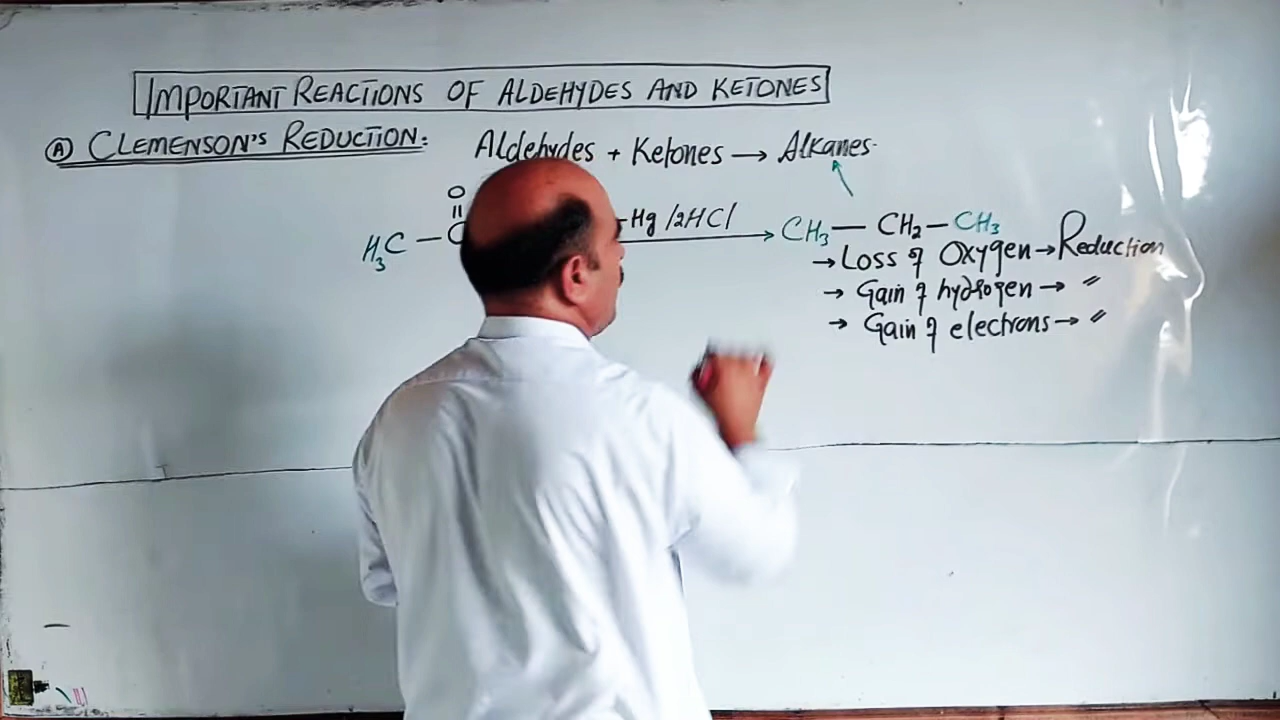 IMPORTANT REACTIONS OF ALDEHYDES AND KETONES
Ⓐ CLEMENSON'S REDUCTION:
Aldehydes + Ketones → Alkanes.
O
||
H3C — C
-Hg/2HCl → CH3 — CH2 — CH3
→ Loss of Oxygen → Reduction
→ Gain of hydrogen → "
→ Gain of electrons → "